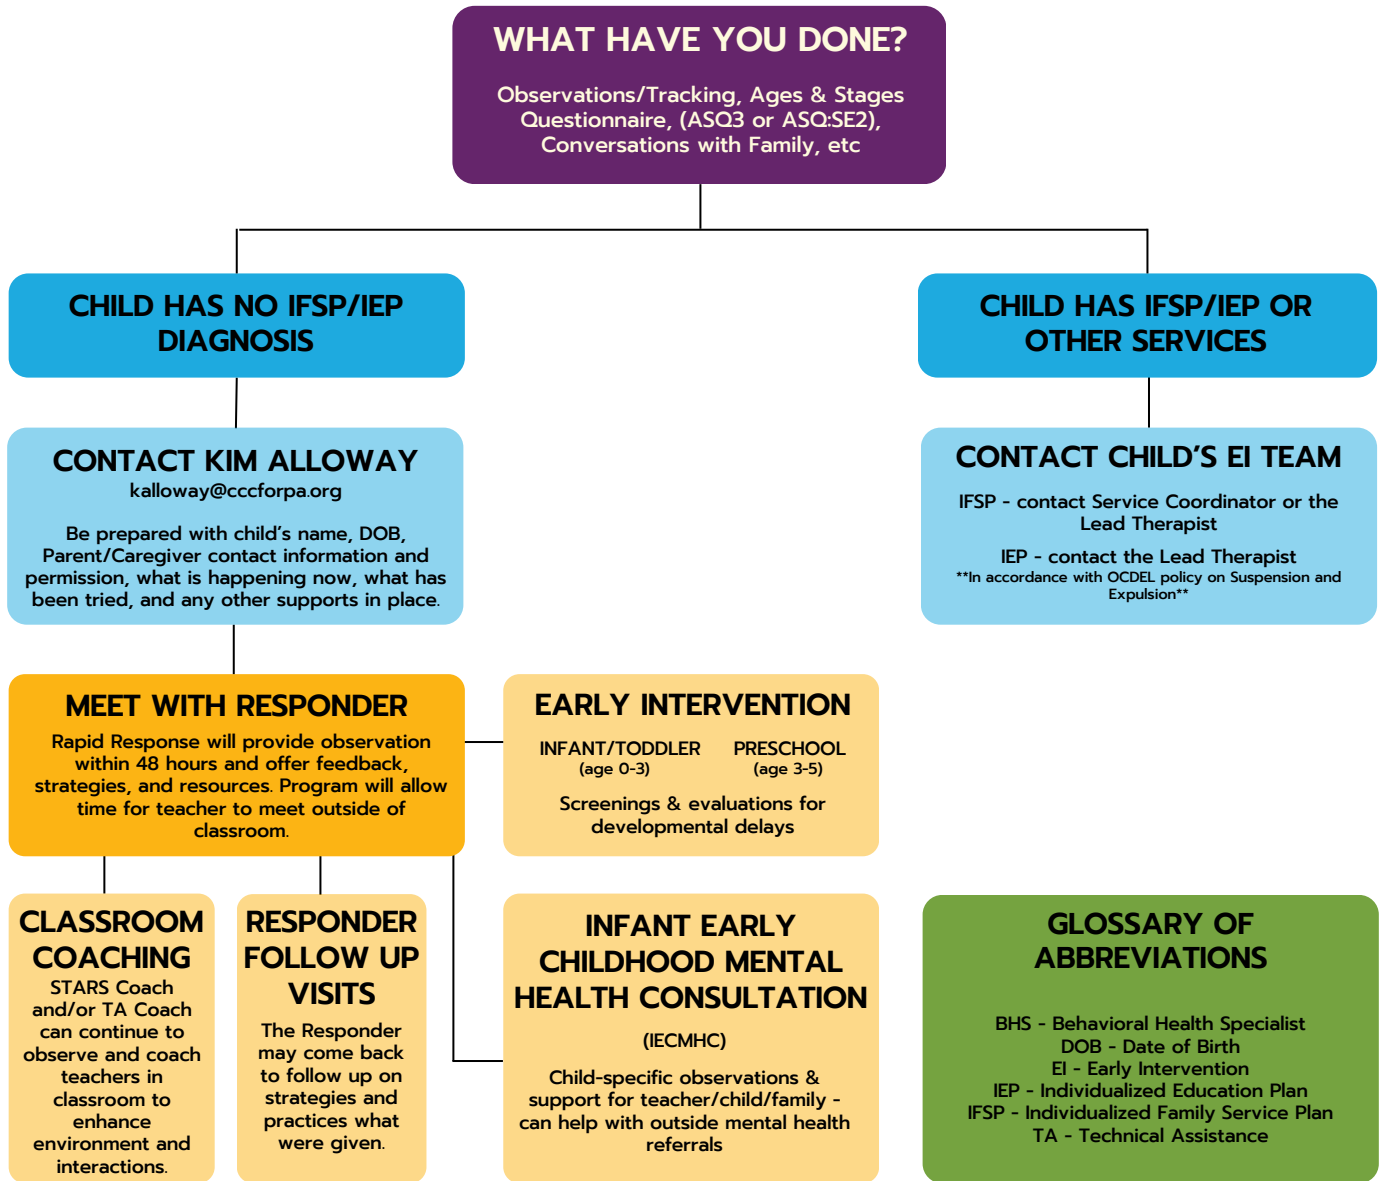 WHAT HAVE YOU DONE?
Observations/Tracking, Ages & Stages
Questionnaire, (ASQ3 or ASQ:SE2),
Conversations with Family, etc
CHILD HAS NO IFSP/IEP
DIAGNOSIS
CHILD HAS IFSP/IEP OR
OTHER SERVICES
CONTACT KIM ALLOWAY
kalloway@cccforpa.org
Be prepared with child's name, DOB,
Parent/Caregiver contact information and
permission, what is happening now, what has
been tried, and any other supports in place.
CONTACT CHILD'S EI TEAM
IFSP - contact Service Coordinator or the
Lead Therapist
IEP - contact the Lead Therapist
**In accordance with OCDEL policy on Suspension and
Expulsion**
MEET WITH RESPONDER
Rapid Response will provide observation
within 48 hours and offer feedback,
strategies, and resources. Program will allow
time for teacher to meet outside of
classroom.
EARLY INTERVENTION
INFANT/TODDLER PRESCHOOL
(age 0-3) (age 3-5)
Screenings & evaluations for
developmental delays
CLASSROOM
COACHING
STARS Coach
and/or TA Coach
can continue to
observe and coach
teachers in
classroom to
enhance
environment and
interactions.
RESPONDER
FOLLOW UP
VISITS
The Responder
may come back
to follow up on
strategies and
practices what
were given.
INFANT EARLY
CHILDHOOD MENTAL
HEALTH CONSULTATION
(IECMHC)
Child-specific observations &
support for teacher/child/family -
can help with outside mental health
referrals
GLOSSARY OF
ABBREVIATIONS
BHS - Behavioral Health Specialist
DOB - Date of Birth
EI - Early Intervention
IEP - Individualized Education Plan
IFSP - Individualized Family Service Plan
TA - Technical Assistance